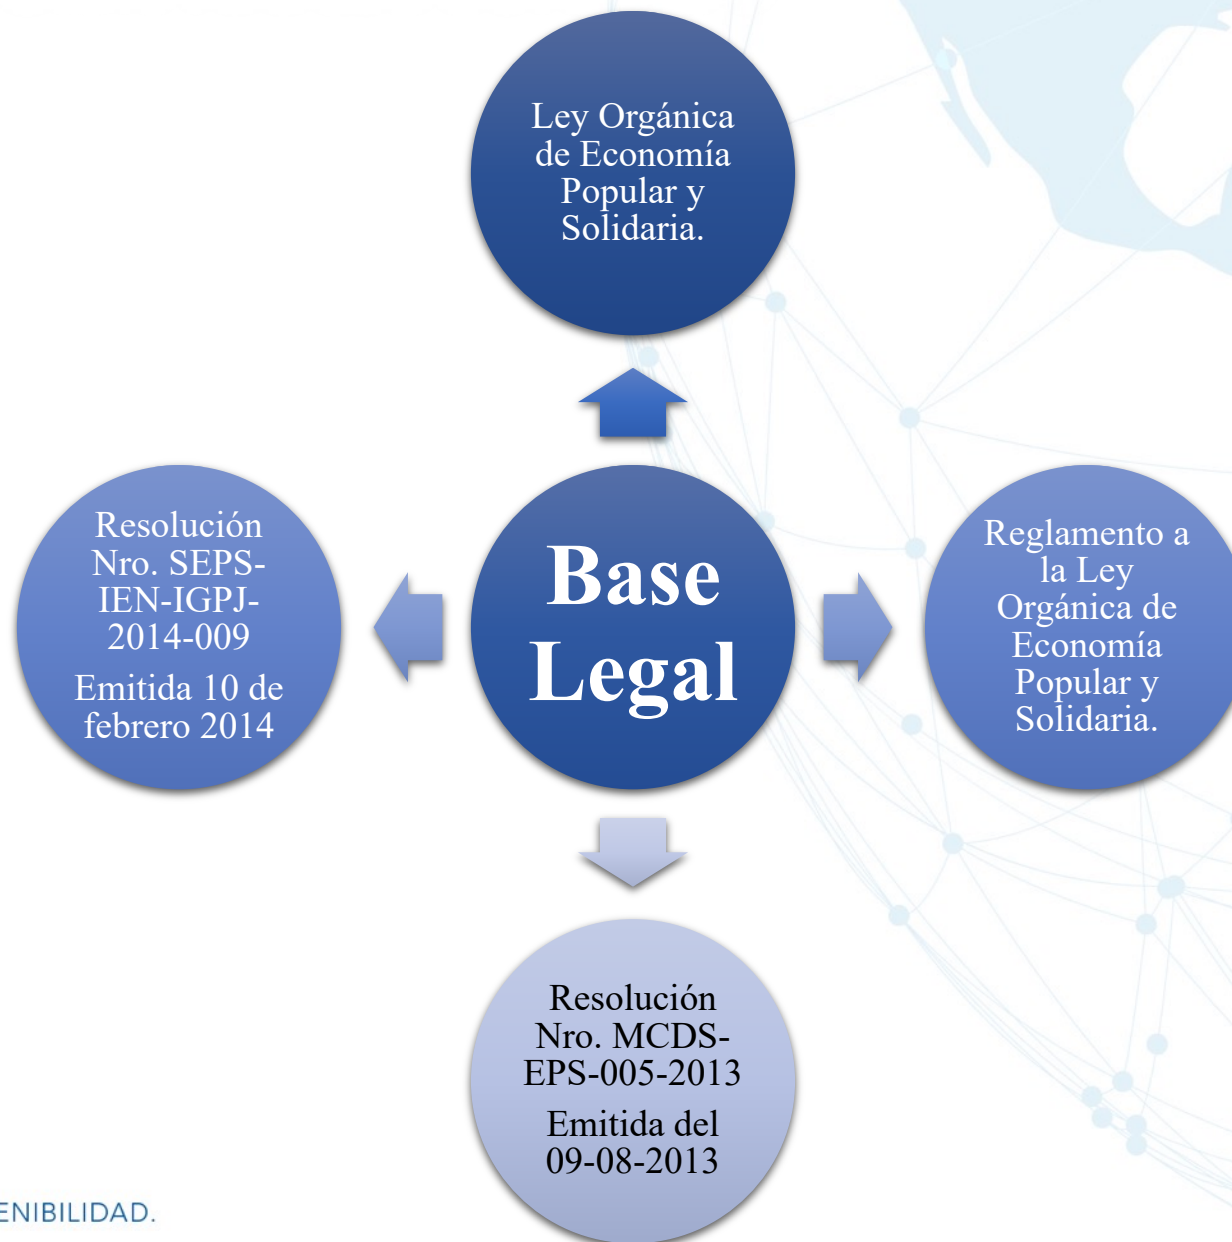 Ley Orgánica
de Economía
Popular y
Solidaria.
Resolución
Nro. SEPS-
IEN-IGPJ-
2014-009
Emitida 10 de
febrero 2014
Base
Legal
Reglamento a
la Ley
Orgánica de
Economía
Popular y
Solidaria.
Resolución
Nro. MCDS-
EPS-005-2013
Emitida del
09-08-2013
ENIBILIDAD.